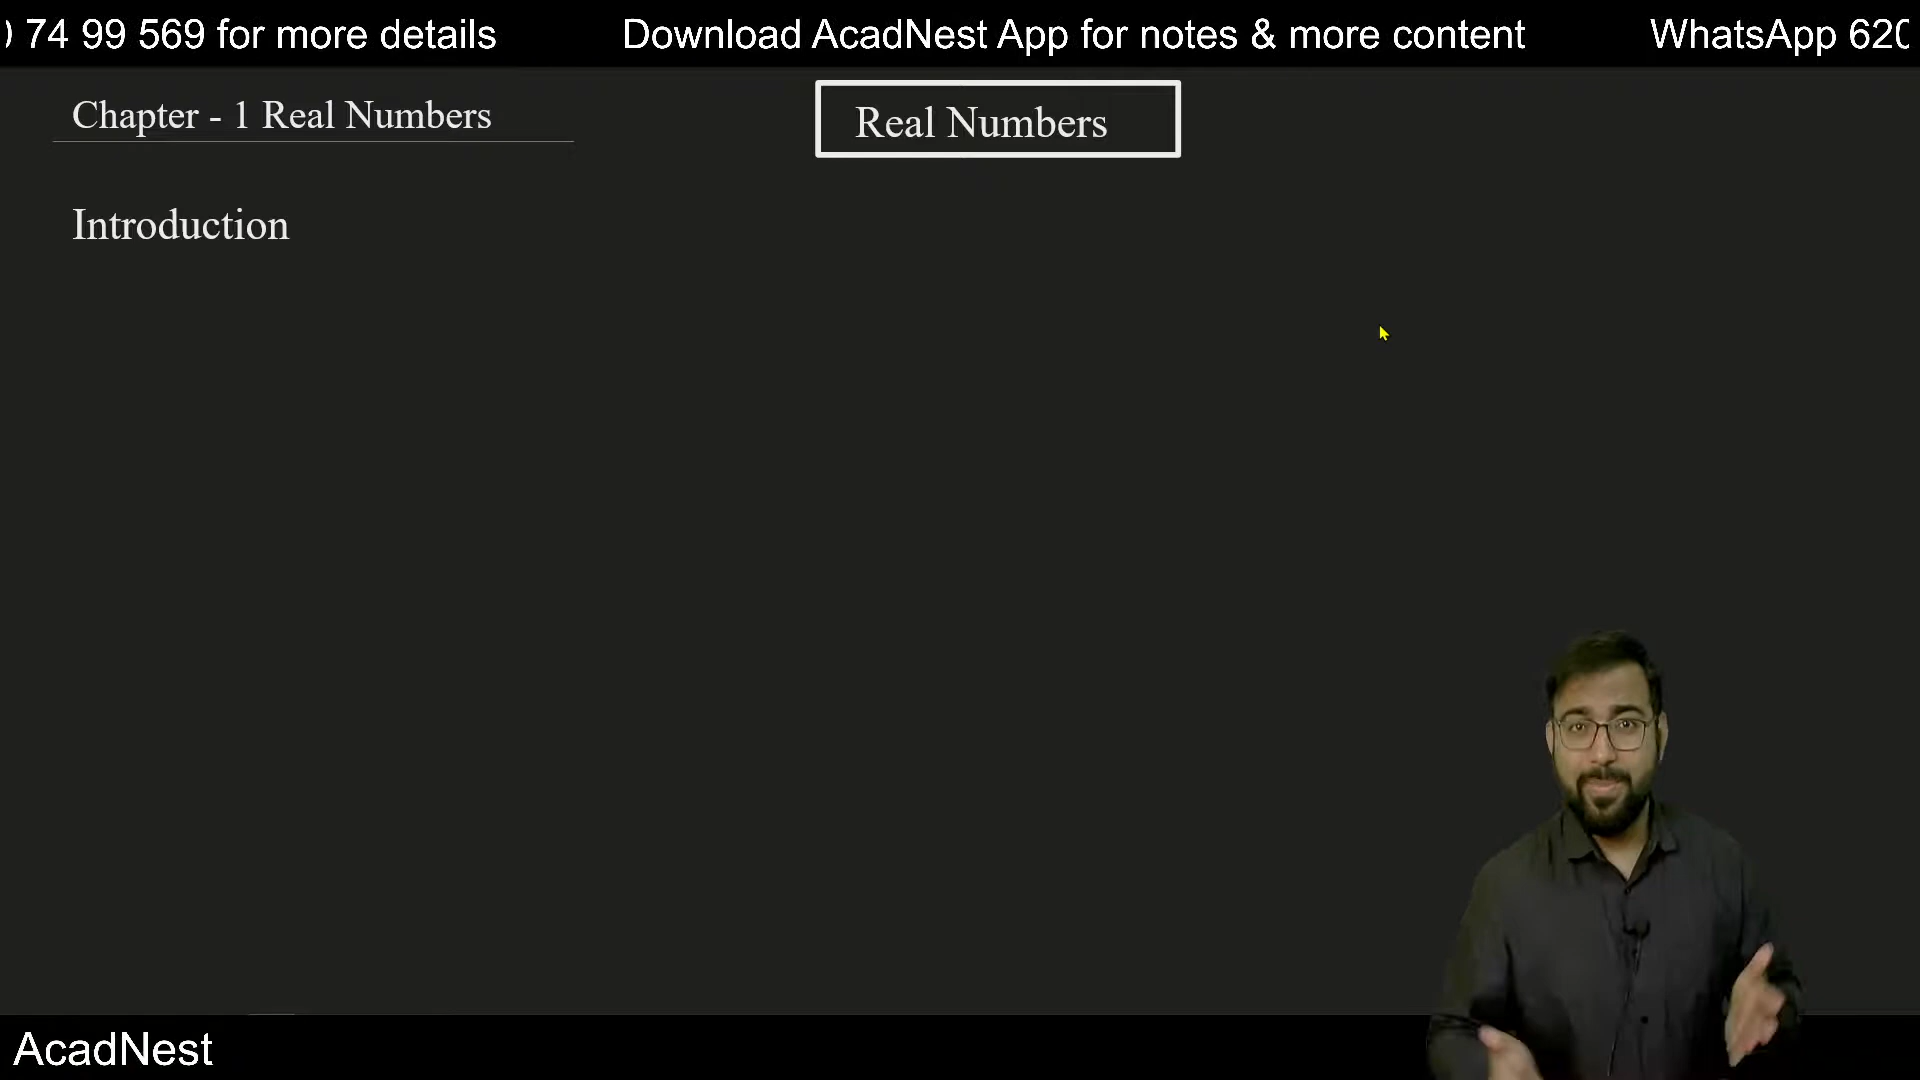 ) 74 99 569 for more details Download AcadNest App for notes & more content WhatsApp 620
Chapter - 1 Real Numbers
Real Numbers
Introduction
AcadNest